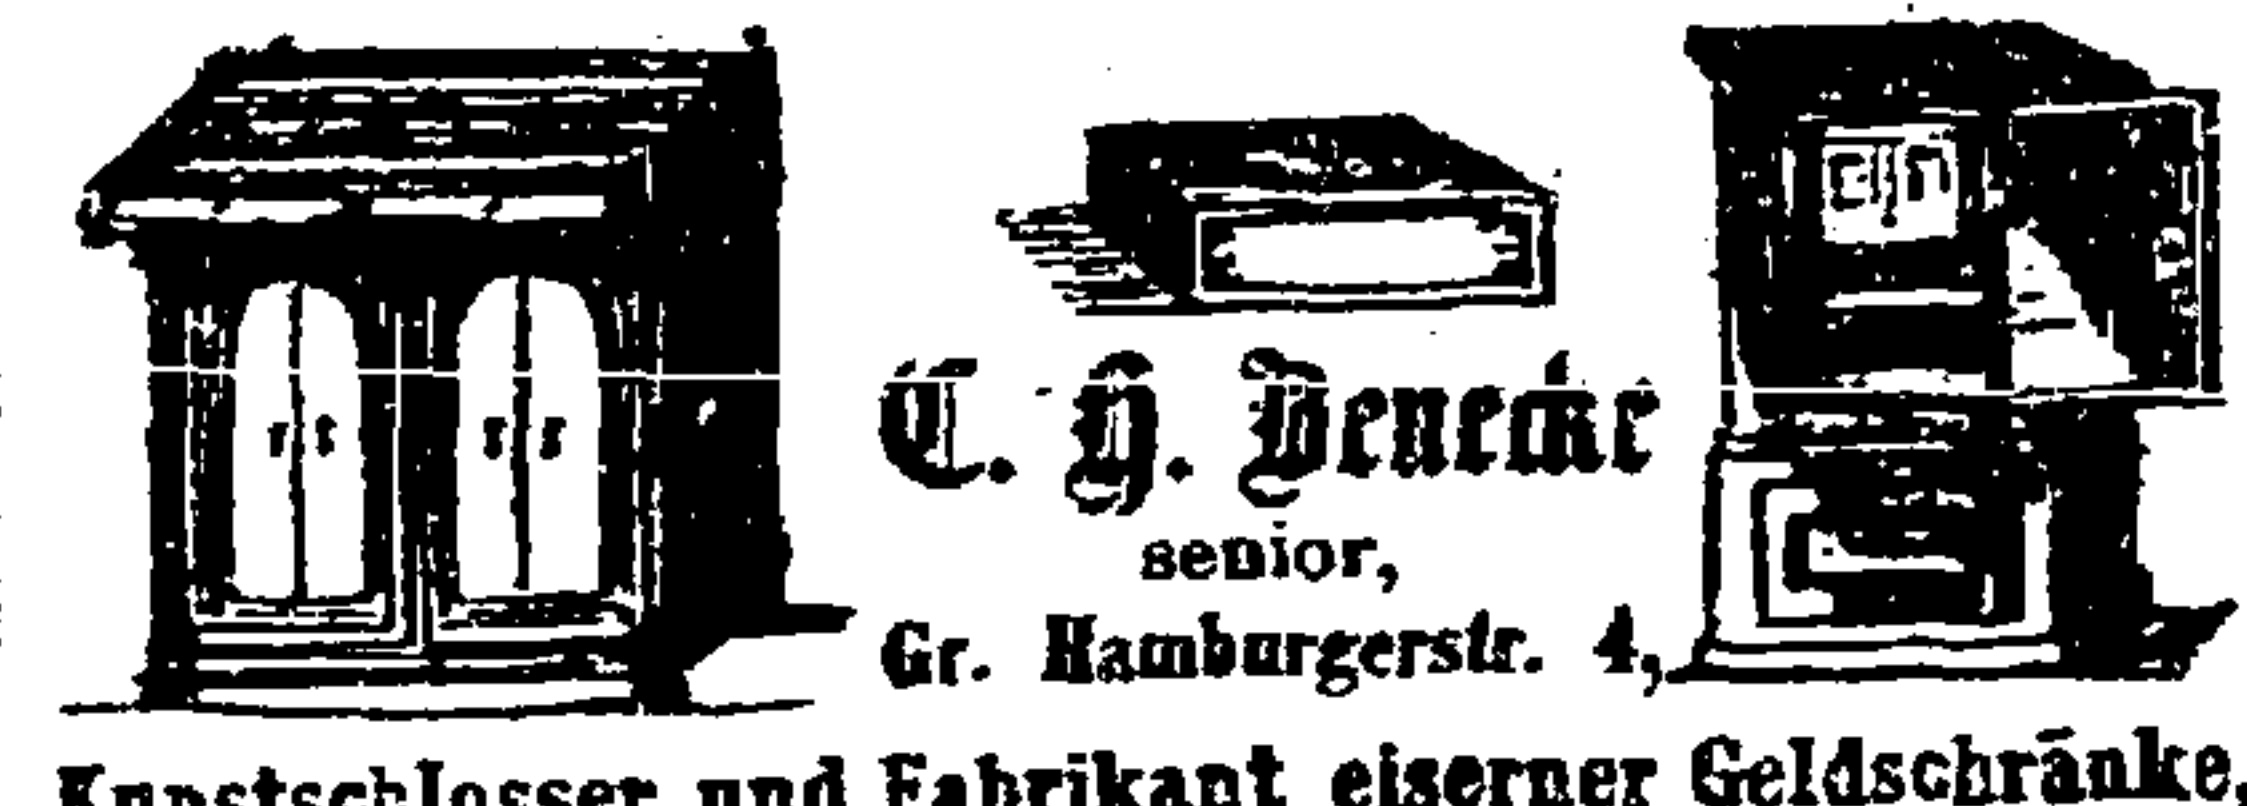 C. H. Benecke
senior,
Gr. Hamburgerstr. 4,
Kunstschlosser und Fabrikant eiserner Geldschränke,